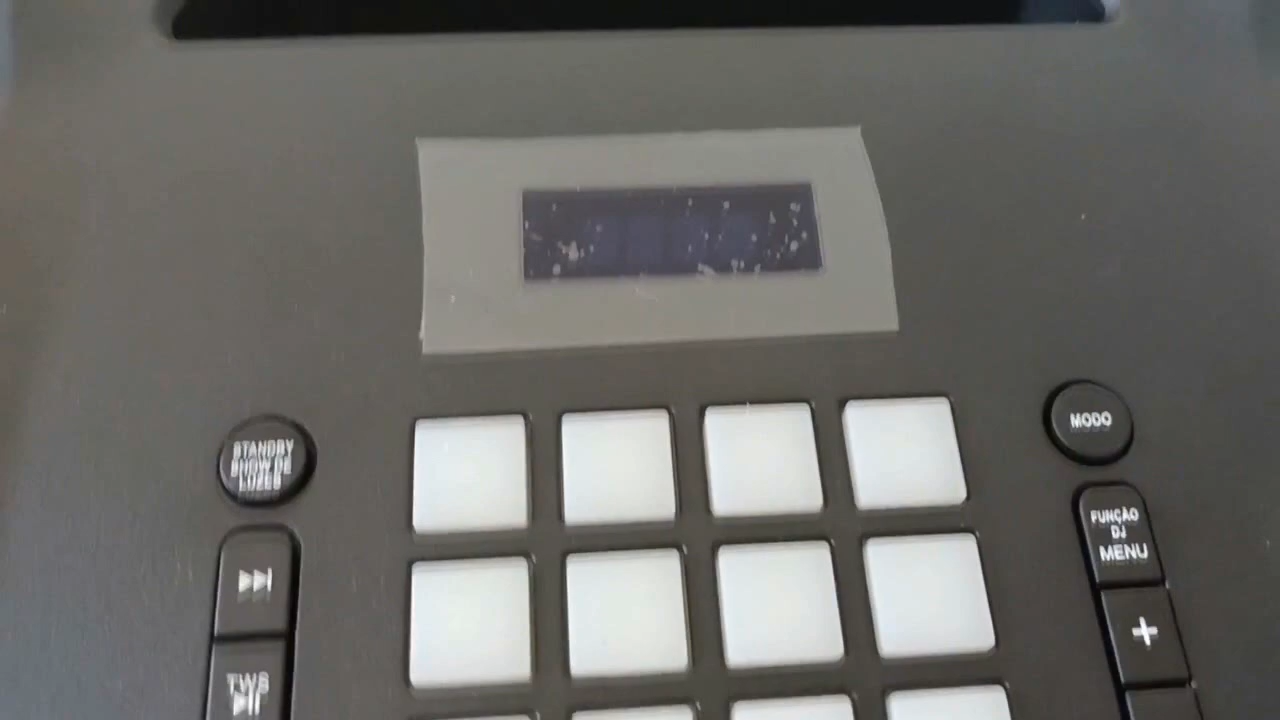 STANDBY
SHOW DE
LUZES
MODO
FUNÇÃO
DJ
MENU
+
TWS